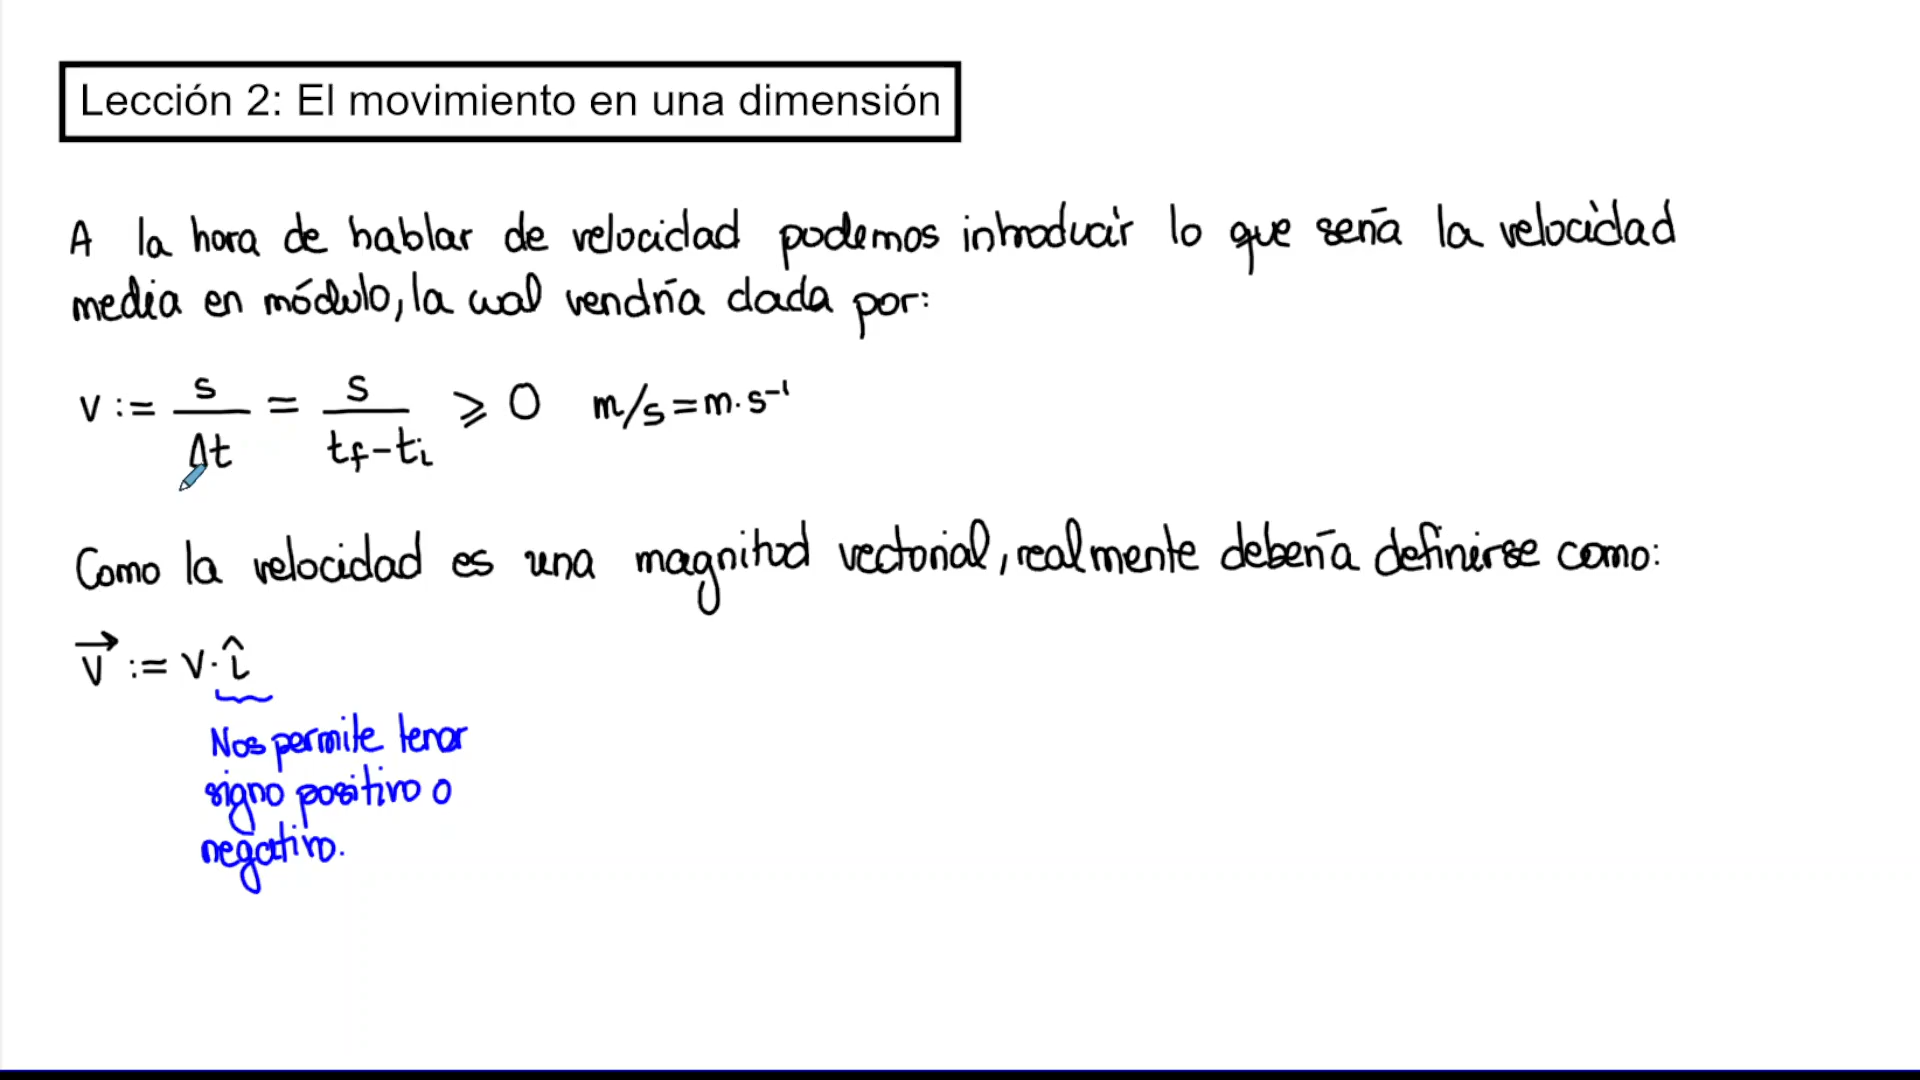 Lección 2: El movimiento en una dimensión
A la hora de hablar de velocidad podemos introducir lo que sería la velocidad
media en módulo, la cual vendría dada por:
v := s/Δt = s/(t_f - t_i) ⩾ 0 m/s = m·s⁻¹
Como la velocidad es una magnitud vectorial, realmente debería definirse como:
v⃗ := v·î
Nos permite tener
signo positivo o
negativo.